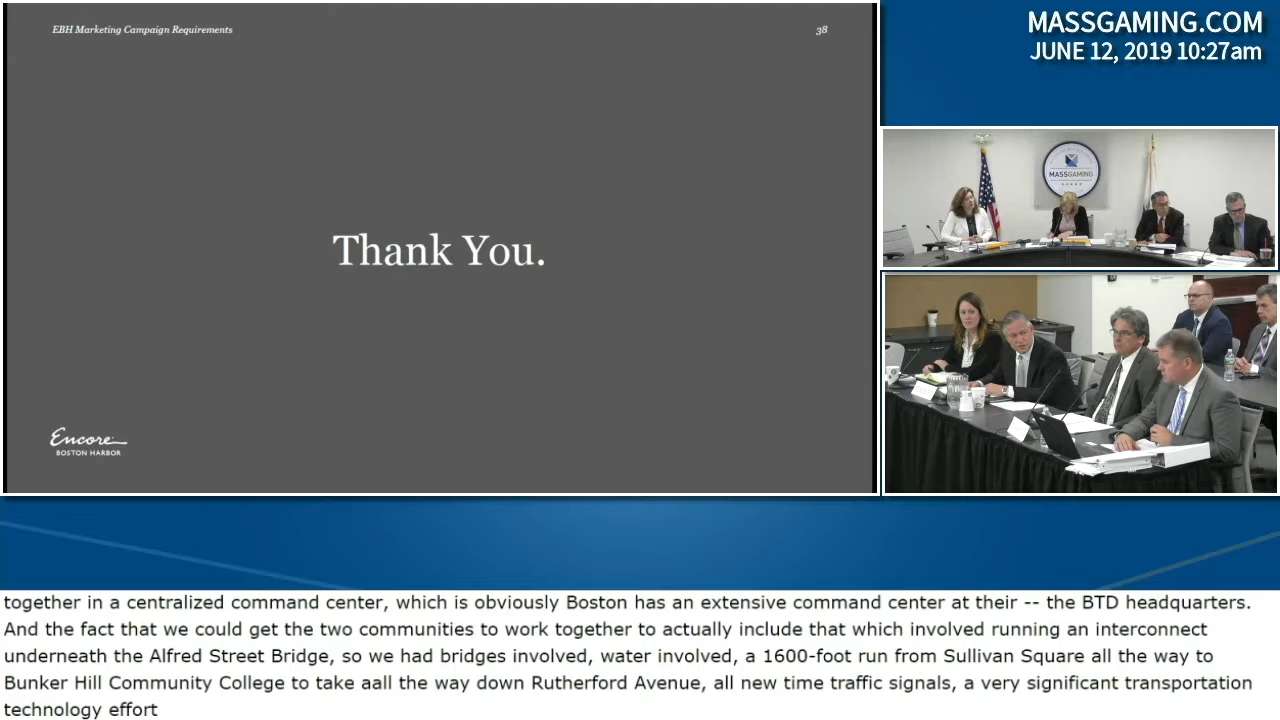 EBH Marketing Campaign Requirements
38
Thank You.
Encore
BOSTON HARBOR
MASSGAMING.COM
JUNE 12, 2019 10:27am
MASSGAMING
together in a centralized command center, which is obviously Boston has an extensive command center at their -- the BTD headquarters.
And the fact that we could get the two communities to work together to actually include that which involved running an interconnect
underneath the Alfred Street Bridge, so we had bridges involved, water involved, a 1600-foot run from Sullivan Square all the way to
Bunker Hill Community College to take aall the way down Rutherford Avenue, all new time traffic signals, a very significant transportation
technology effort